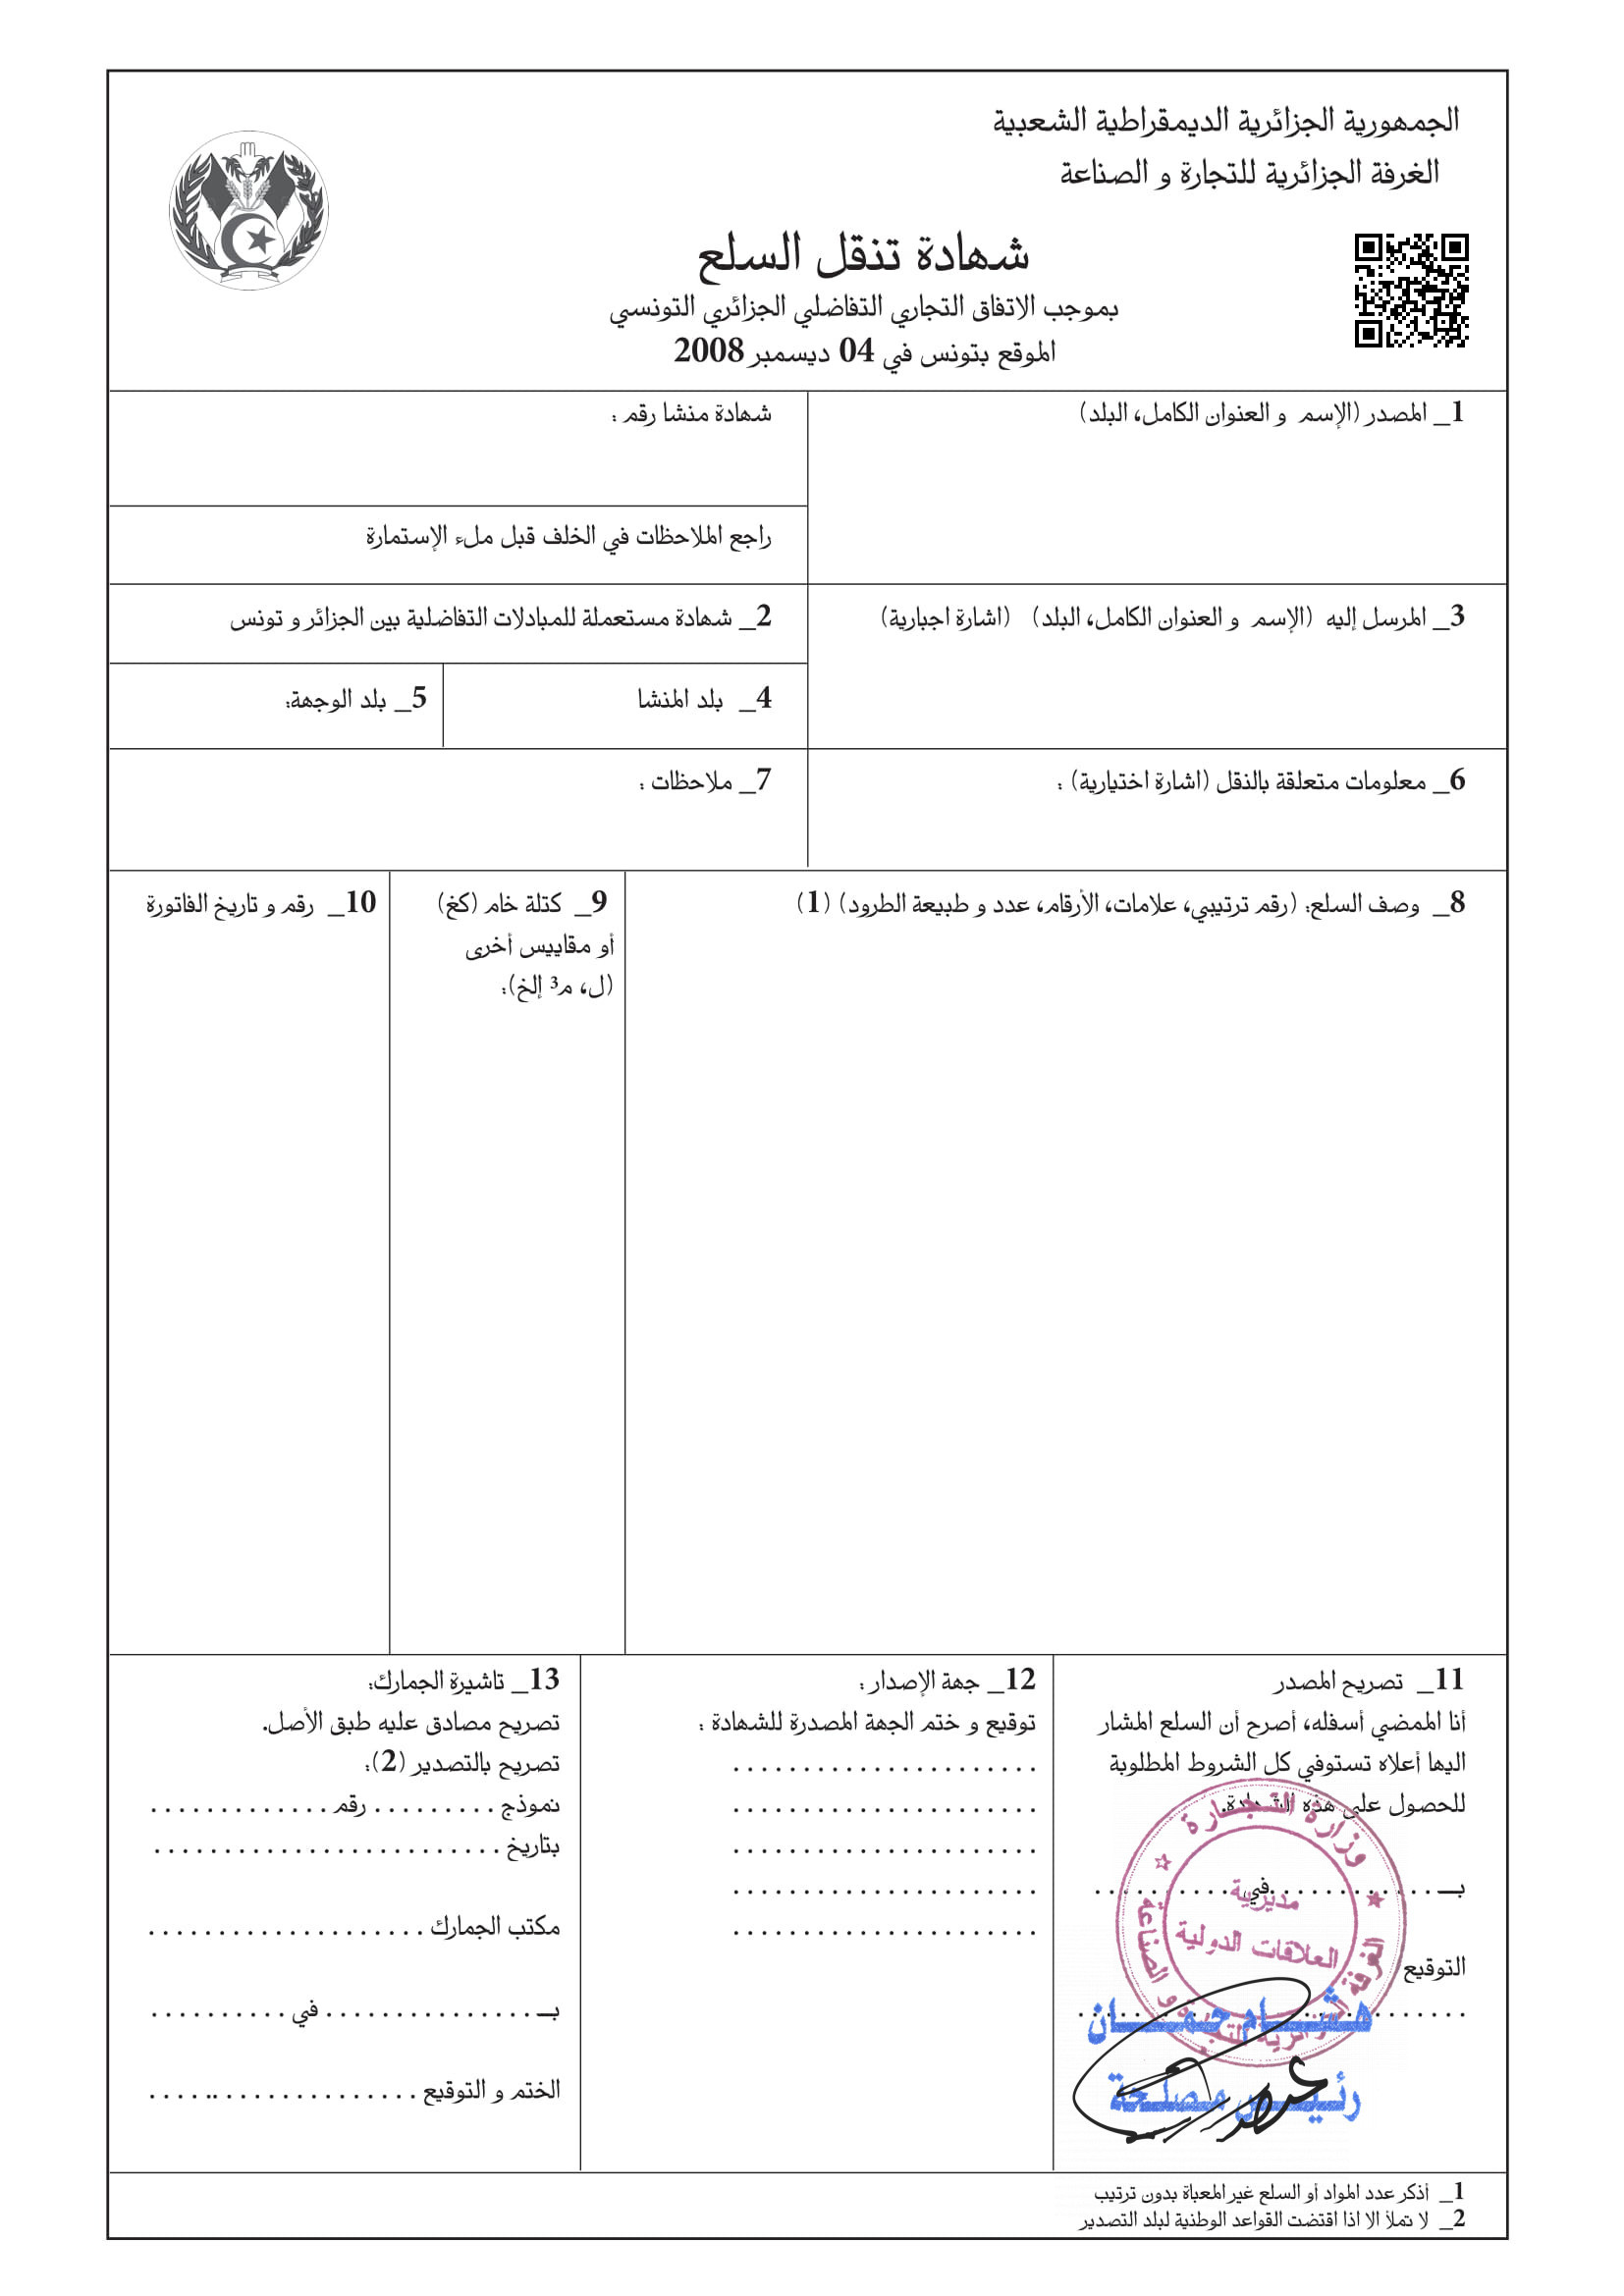 الجمهورية الجزائرية الديمقراطية الشعبية
الغرفة الجزائرية للتجارة و الصناعة
شهادة تنقل السلع
بموجب الاتفاق التجاري التفاضلي الجزائري التونسي
الموقع بتونس في 04 ديسمبر 2008
1_ المصدر (الإسم و العنوان الكامل، البلد)
شهادة منشا رقم :
راجع الملاحظات في الخلف قبل ملء الإستمارة
3_ المرسل إليه (الإسم و العنوان الكامل، البلد) (اشارة اجبارية)
2_ شهادة مستعملة للمبادلات التفاضلية بين الجزائر و تونس
4_ بلد المنشا
5_ بلد الوجهة:
6_ معلومات متعلقة بالنقل (اشارة اختيارية) :
7_ ملاحظات :
8_ وصف السلع: (رقم ترتيبي، علامات، الأرقام، عدد و طبيعة الطرود) (1)
9_ كتلة خام (كغ)
أو مقاييس أخرى
(ل، م³ إلخ):
10_ رقم و تاريخ الفاتورة
11_ تصريح المصدر
أنا الممضي أسفله، أصرح أن السلع المشار
اليها أعلاه تستوفي كل الشروط المطلوبة
للحصول على هذه الشهادة.
بــ . . . . . . . . . . . . في . . . . . . . . . .
التوقيع
. . . . . . . . . . . . . . . . . . . . . . . . . . . .
وزارة التجارة
الغرفة الجزائرية للتجارة و الصناعة
مديرية
العلاقات الدولية
هشام حمان
رئيس مصلحة
12_ جهة الإصدار :
توقيع و ختم الجهة المصدرة للشهادة :
. . . . . . . . . . . . . . . . . . . . . .
. . . . . . . . . . . . . . . . . . . . . .
. . . . . . . . . . . . . . . . . . . . . .
. . . . . . . . . . . . . . . . . . . . . .
. . . . . . . . . . . . . . . . . . . . . .
13_ تاشيرة الجمارك:
تصريح مصادق عليه طبق الأصل.
تصريح بالتصدير (2):
نموذج . . . . . . . . . رقم . . . . . . . . . . . . .
بتاريخ . . . . . . . . . . . . . . . . . . . . . . . . .
مكتب الجمارك . . . . . . . . . . . . . . . . . . . .
بــ . . . . . . . . . . . . . . . في . . . . . . . . . .
الختم و التوقيع . . . . . . . . . . . . . . .. . . . .
1_ أذكر عدد المواد أو السلع غير المعباة بدون ترتيب
2_ لا تملأ الا اذا اقتضت القواعد الوطنية لبلد التصدير